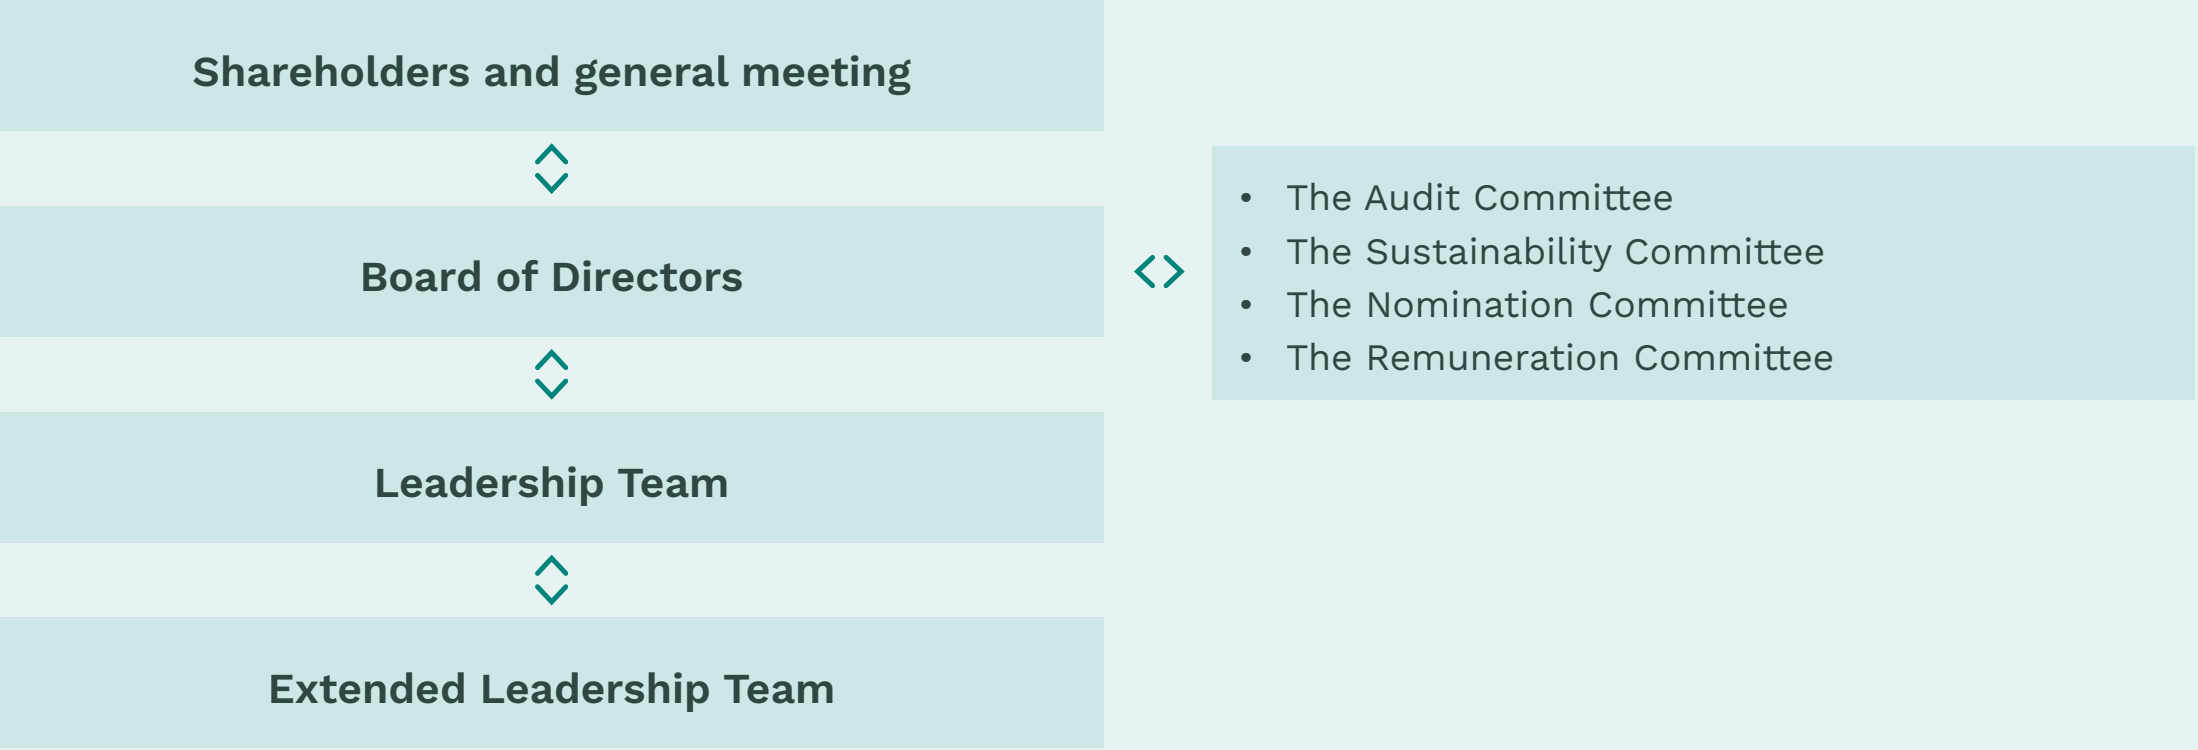 Shareholders and general meeting
Board of Directors
• The Audit Committee
• The Sustainability Committee
• The Nomination Committee
• The Remuneration Committee
Leadership Team
Extended Leadership Team